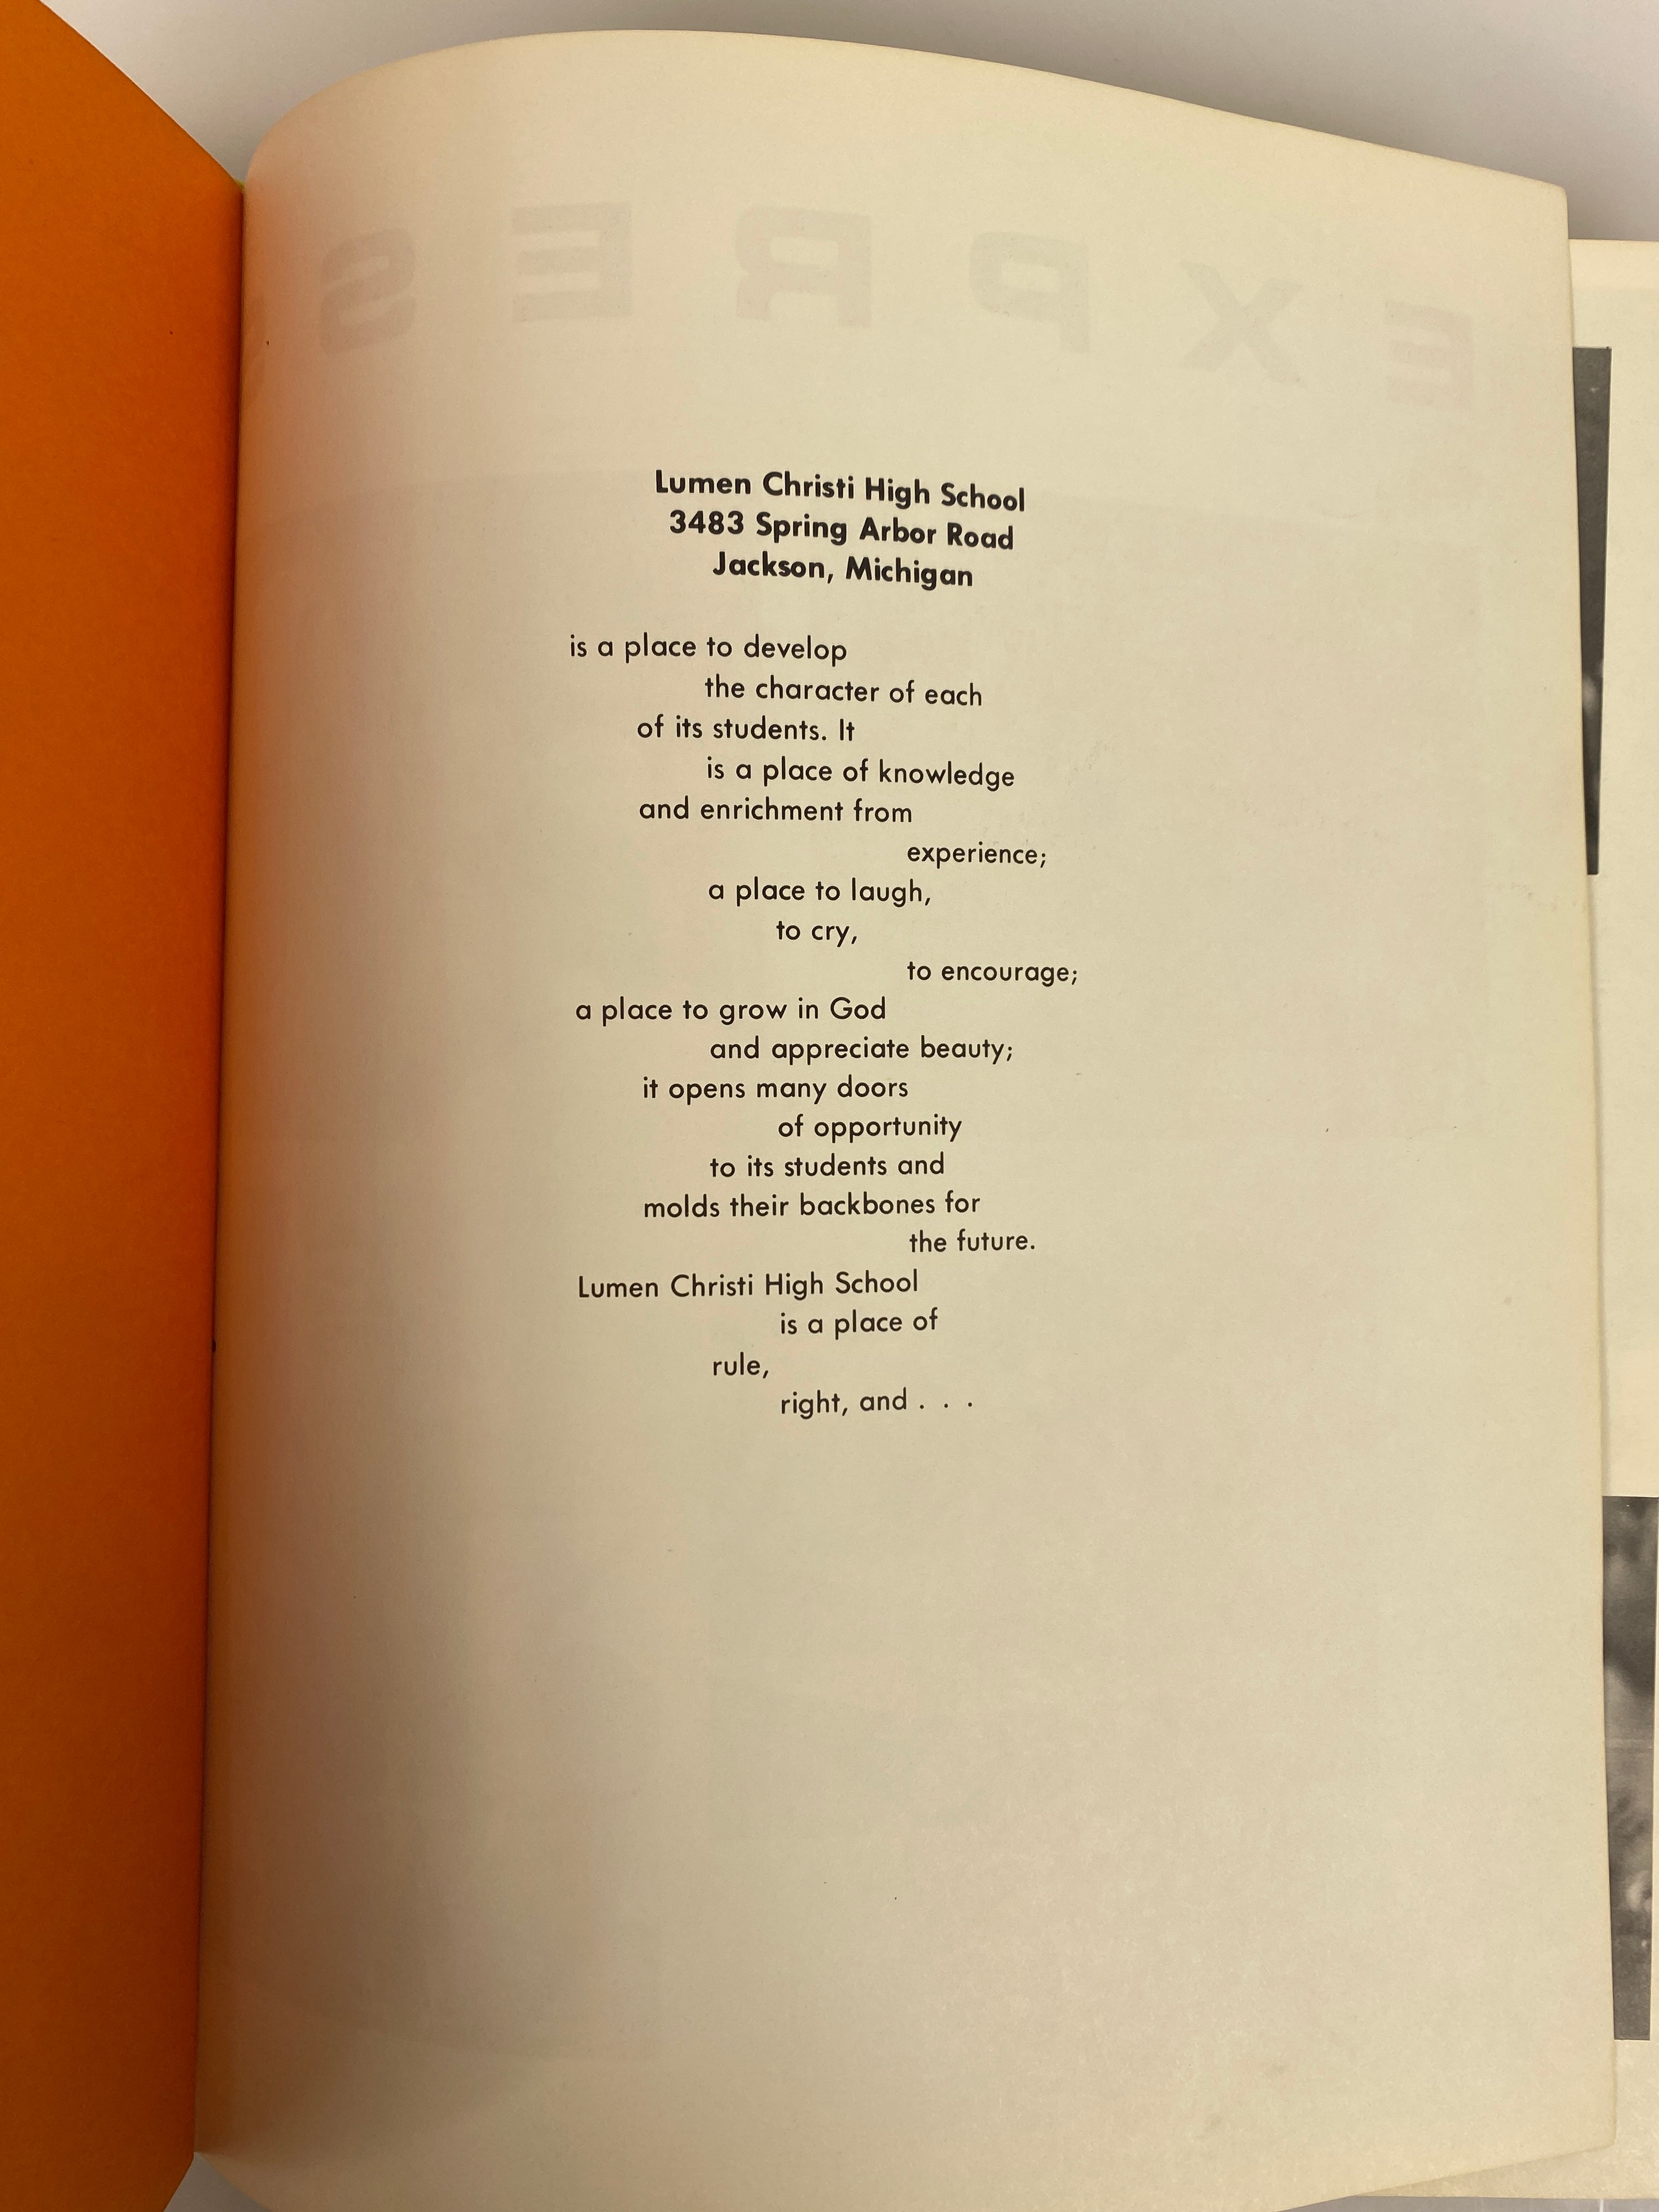 Lumen Christi High School
3483 Spring Arbor Road
Jackson, Michigan
is a place to develop
the character of each
of its students. It
is a place of knowledge
and enrichment from
experience;
a place to laugh,
to cry,
to encourage;
a place to grow in God
and appreciate beauty;
it opens many doors
of opportunity
to its students and
molds their backbones for
the future.
Lumen Christi High School
is a place of
rule,
right, and . . .